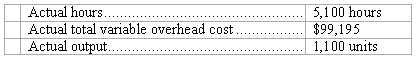 Actual hours.................................................... 5,100 hours
Actual total variable overhead cost ................. $99,195
Actual output.................................................. 1,100 units